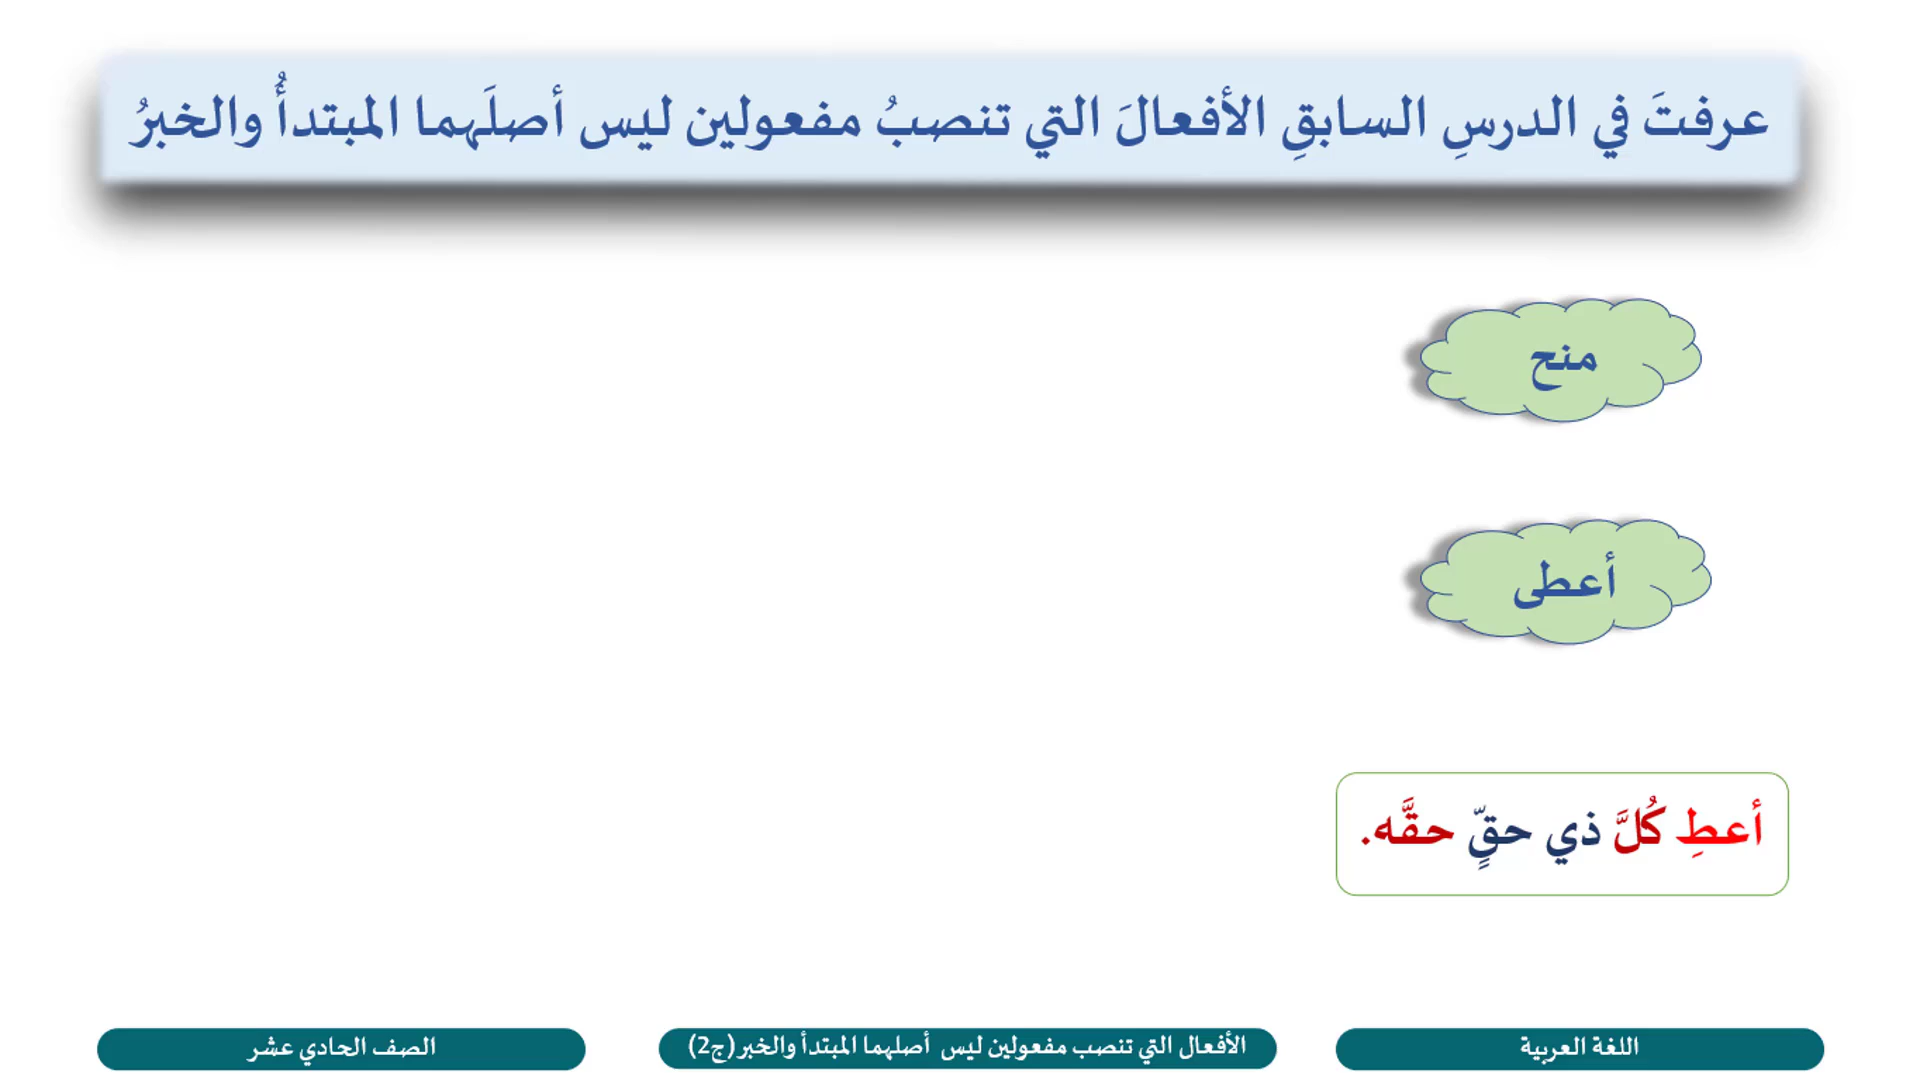 عرفتَ في الدرسِ السابقِ الأفعالَ التي تنصبُ مفعولين ليس أصلَهما المبتدأُ والخبرُ
منح
أعطى
أعطِ كُلَّ ذي حقٍّ حقَّه.
اللغة العربية
الأفعال التي تنصب مفعولين ليس أصلهما المبتدأ والخبر(ج2)
الصف الحادي عشر